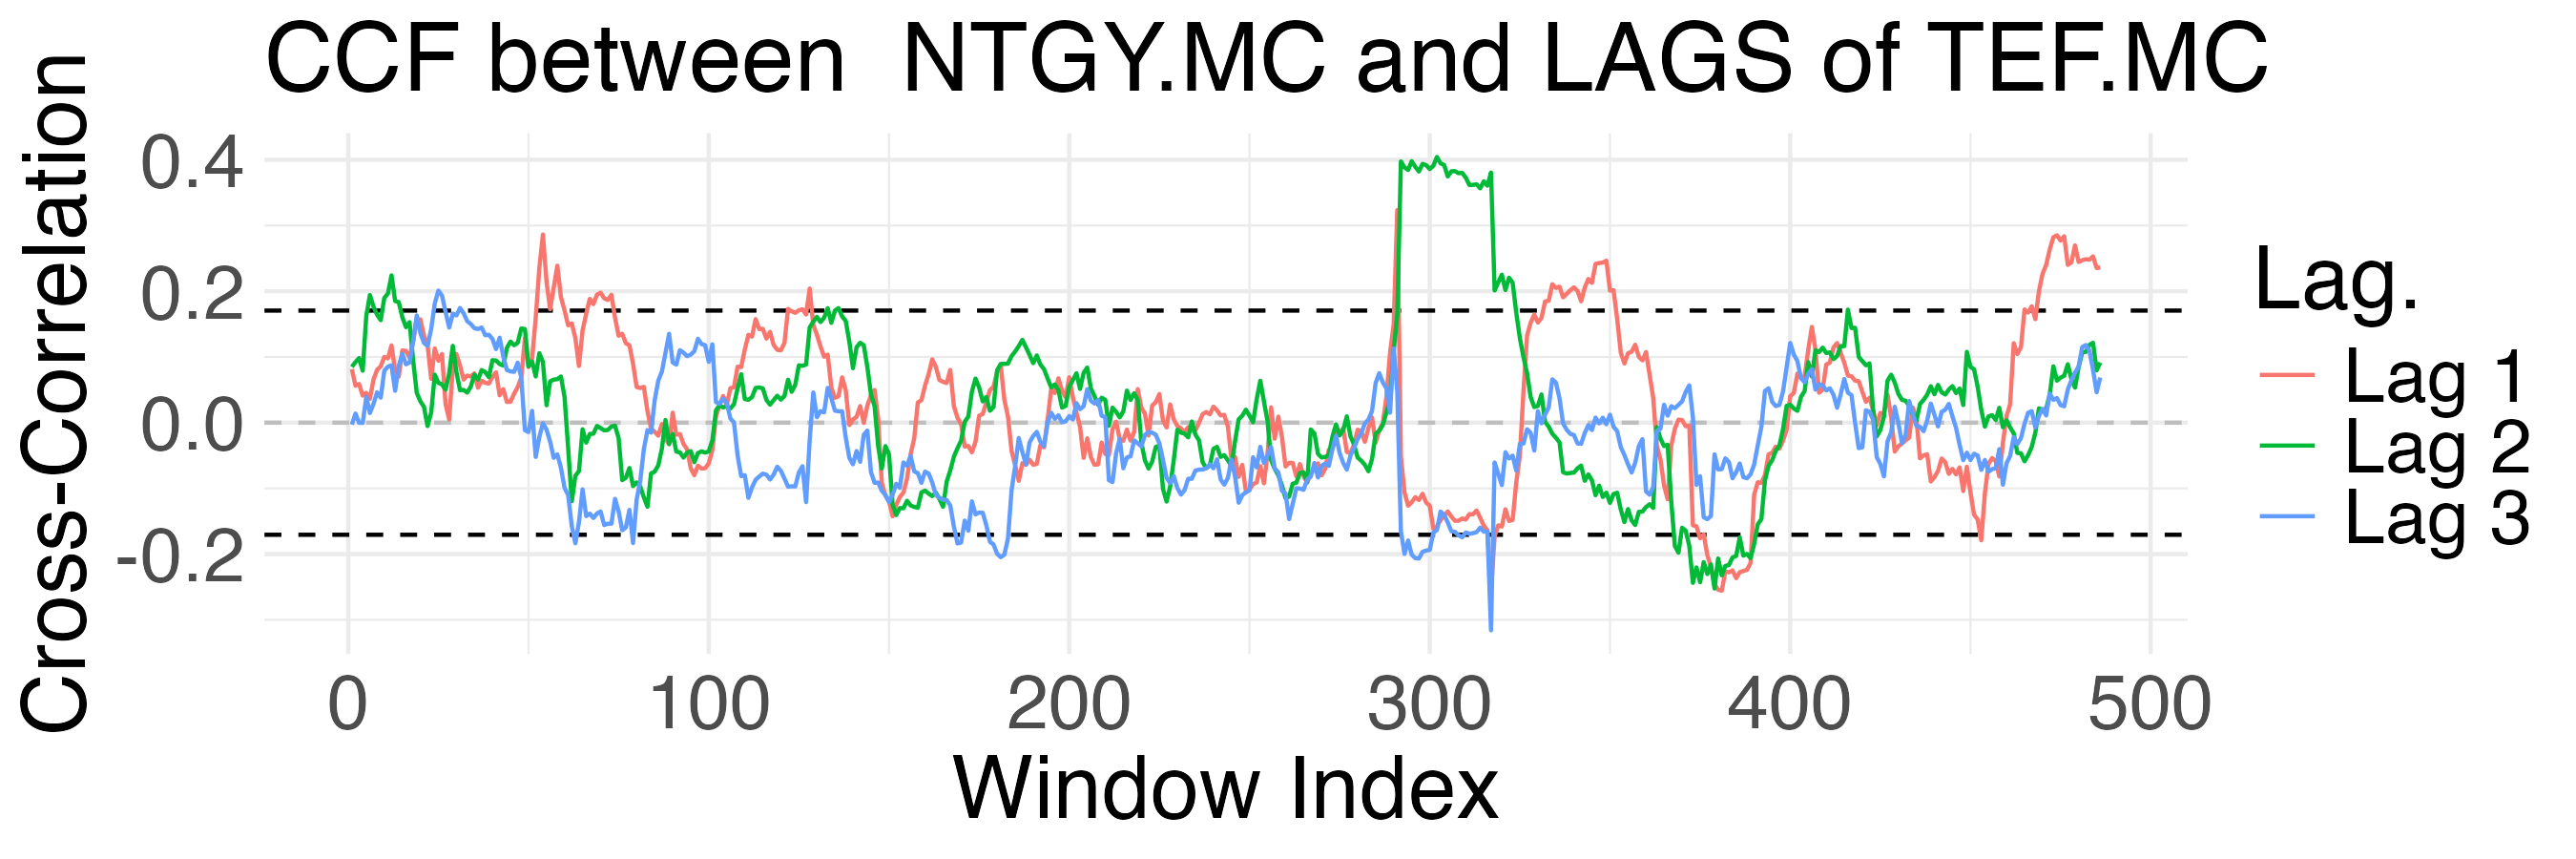 CCF between  NTGY.MC and LAGS of TEF.MC
Cross-Correlation
0.4
0.2
0.0
-0.2
0
100
200
300
400
500
Window Index
Lag.
Lag 1
Lag 2
Lag 3